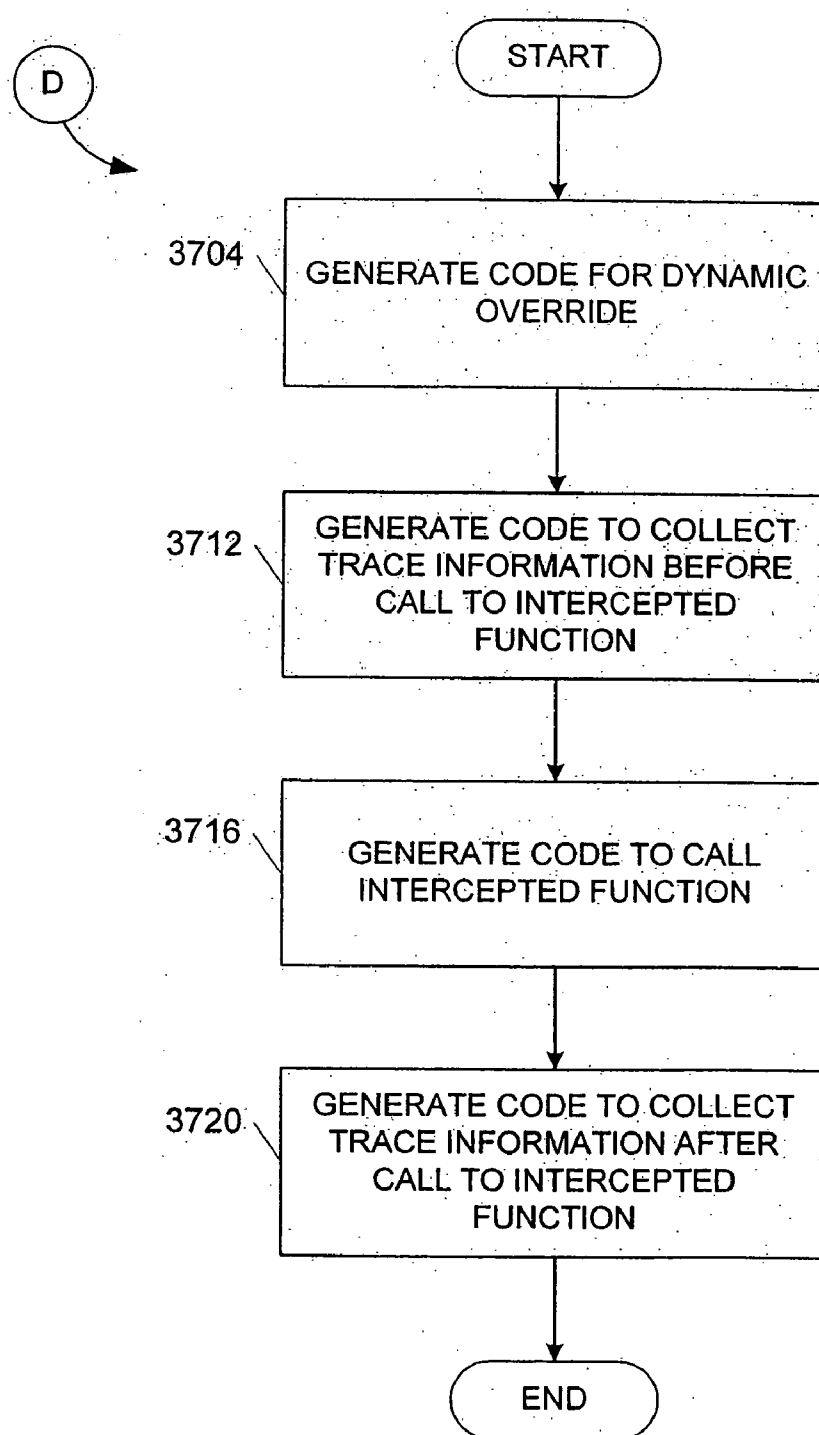 D
START
3704
GENERATE CODE FOR DYNAMIC
OVERRIDE
3712
GENERATE CODE TO COLLECT
TRACE INFORMATION BEFORE
CALL TO INTERCEPTED
FUNCTION
3716
GENERATE CODE TO CALL
INTERCEPTED FUNCTION
3720
GENERATE CODE TO COLLECT
TRACE INFORMATION AFTER
CALL TO INTERCEPTED
FUNCTION
END